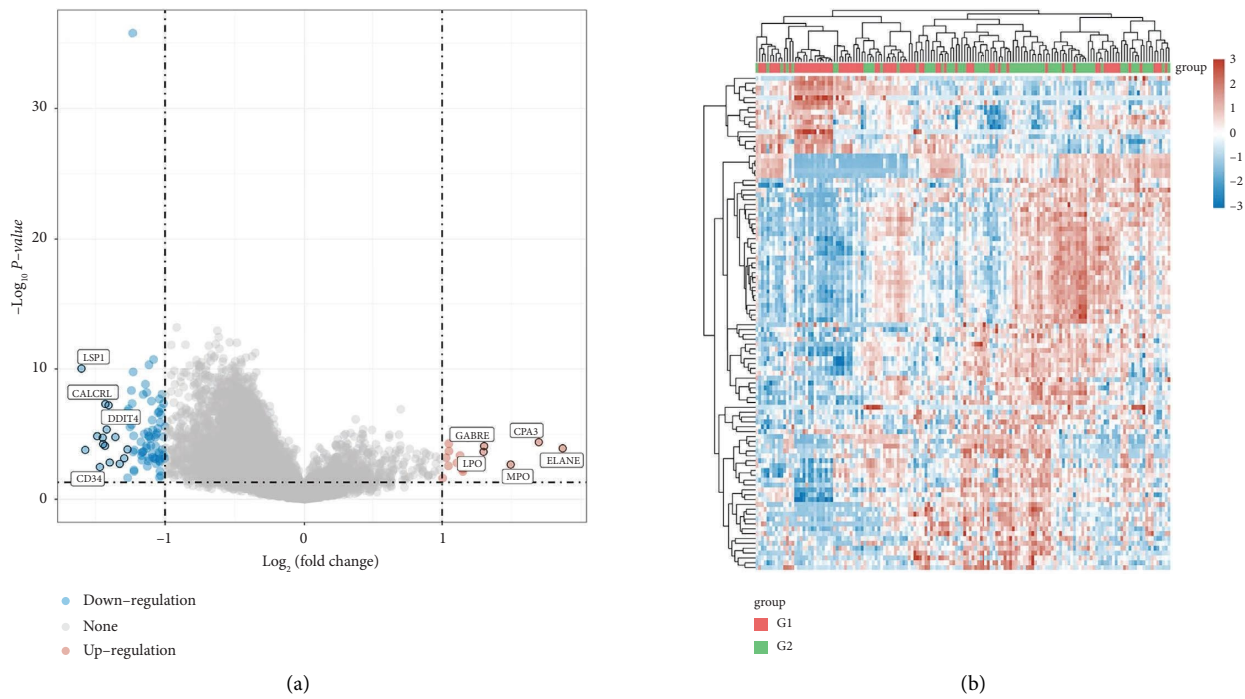 30
20
10
0
−Log10 P−value
LSP1
CALCRL
DDIT4
CD34
GABRE
CPA3
LPO
ELANE
MPO
−1
0
1
Log2 (fold change)
Down−regulation
None
Up−regulation
(a)
group
3
2
1
0
−1
−2
−3
group
G1
G2
(b)